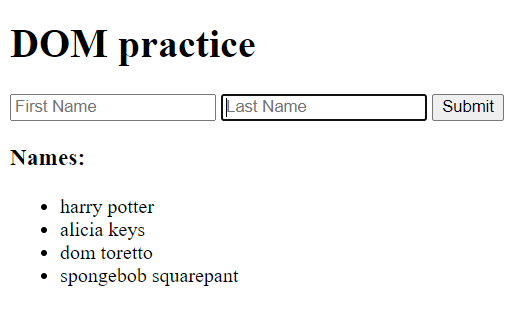 DOM practice
First Name Last Name Submit
Names:
harry potter
alicia keys
dom toretto
spongebob squarepant